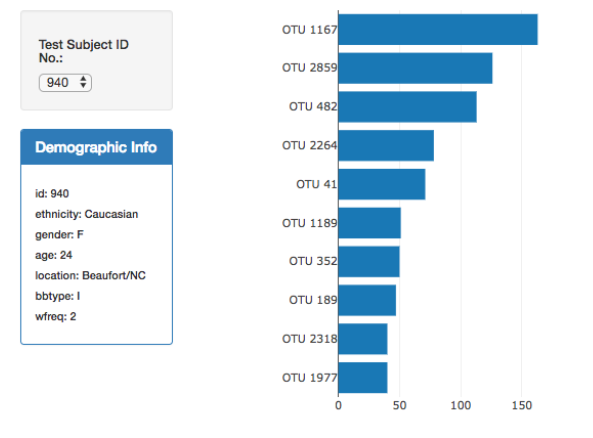 Test Subject ID
No.:
940
Demographic Info
id: 940
ethnicity: Caucasian
gender: F
age: 24
location: Beaufort/NC
bbtype: I
wfreq: 2
OTU 1167
OTU 2859
OTU 482
OTU 2264
OTU 41
OTU 1189
OTU 352
OTU 189
OTU 2318
OTU 1977
0 50 100 150